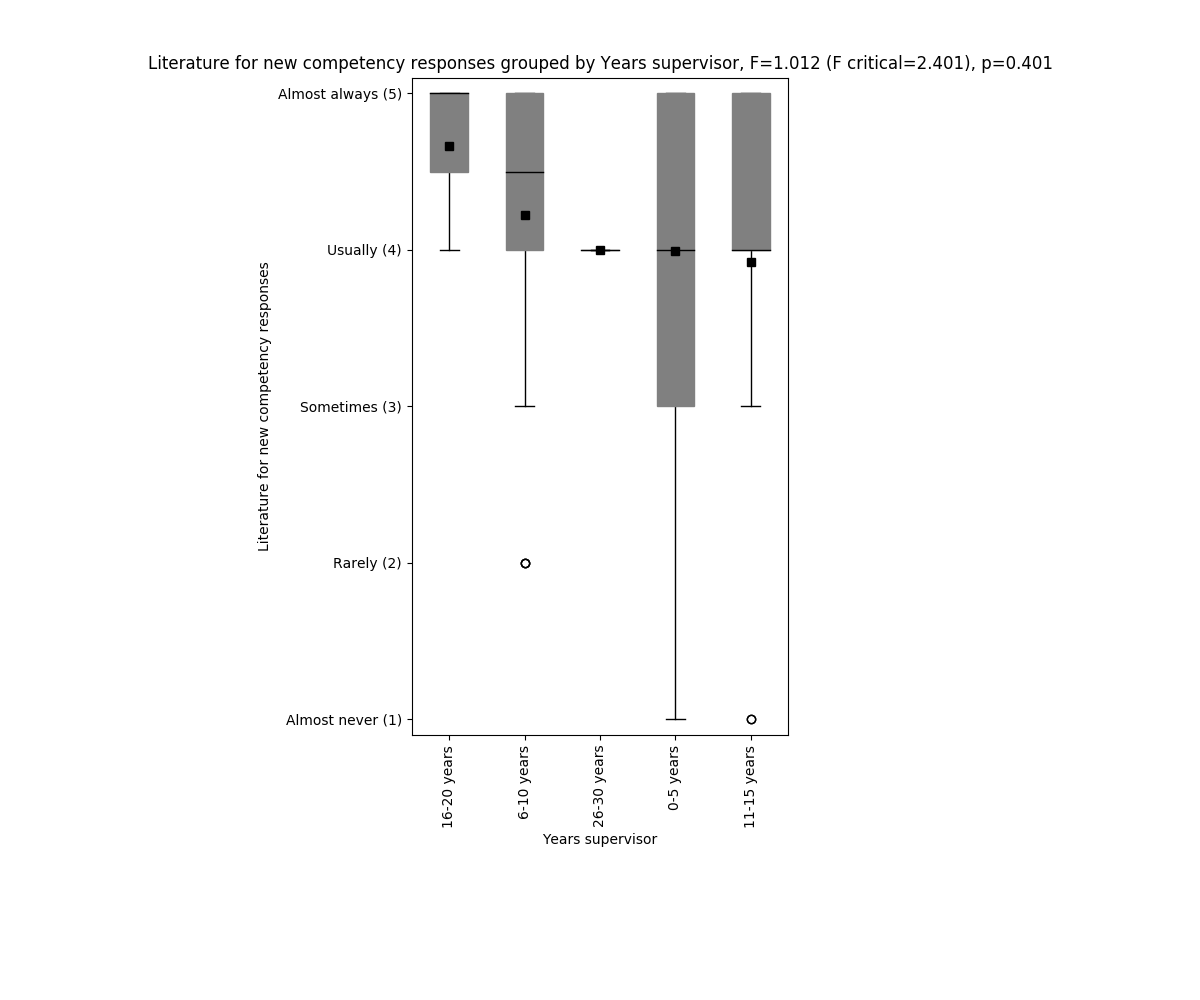 Literature for new competency responses grouped by Years supervisor, F=1.012 (F critical=2.401), p=0.401
Almost always (5)
Usually (4)
Sometimes (3)
Rarely (2)
Almost never (1)
Literature for new competency responses
16-20 years
6-10 years
26-30 years
0-5 years
11-15 years
Years supervisor